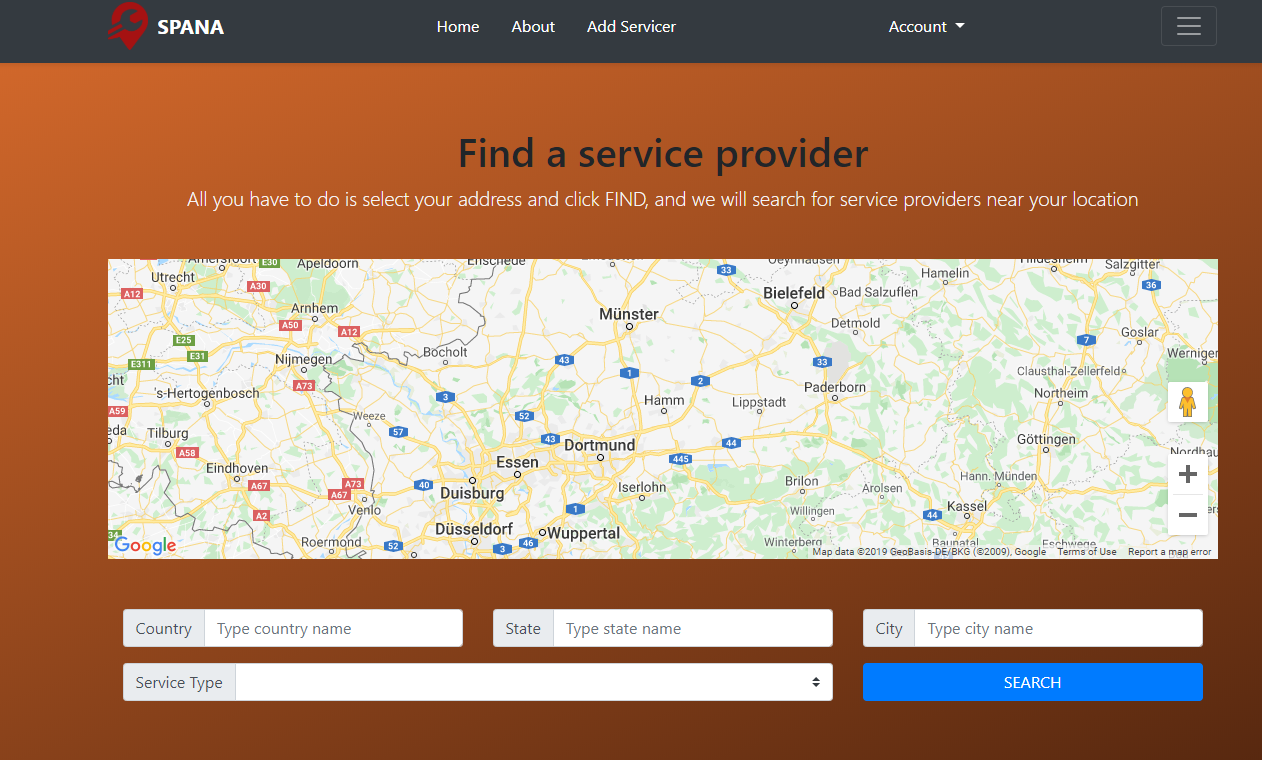 SPANA
Home About Add Servicer Account
Find a service provider
All you have to do is select your address and click FIND, and we will search for service providers near your location
Utrecht
E30
Apeldoorn
Enschede
33
Salzgitter
A12
A30
Hamelin
36
Bielefeld
Bad Salzuflen
Arnhem
Münster
Detmold
A50
A12
Goslar
E25
E31
7
Bocholt
E311
Nijmegen
43
33
1
2
Clausthal-Zellerfeld
A73
Paderborn
's-Hertogenbosch
3
Hamm
Lippstadt
Northeim
A59
Weeze
52
Tilburg
57
43
Dortmund
44
Göttingen
A58
Essen
445
Eindhoven
Hann. Münden
A67
A73
A67
40
Duisburg
Iserlohn
Brilon
Arolsen
Venlo
1
Willingen
Kassel
A2
44
Düsseldorf
Wuppertal
Roermond
52
3
46
Winterberg
Google
Map data ©2019 GeoBasis-DE/BKG (©2009), Google Terms of Use Report a map error
Country Type country name State Type state name City Type city name
Service Type SEARCH